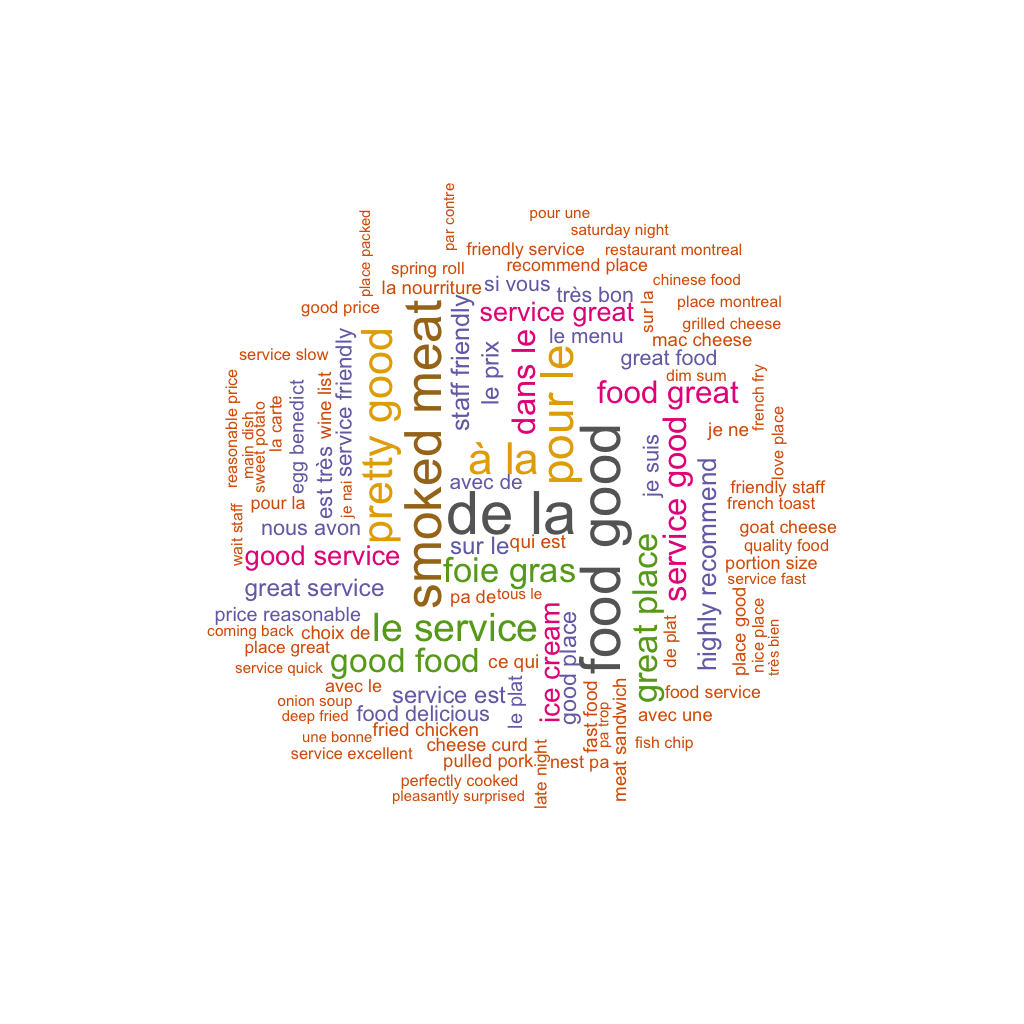 par contre
place packed
pour une
saturday night
friendly service
restaurant montreal
recommend place
spring roll
chinese food
la nourriture
si vous
très bon
sur la
place montreal
good price
service great
grilled cheese
staff friendly
smoked meat
pretty good
service friendly
le prix
dans le
le menu
mac cheese
service slow
great food
pour le
dim sum
food great
french fry
reasonable price
main dish
sweet potato
la carte
egg benedict
wine list
est très
je nai
à la
je suis
service good
je ne
love place
avec de
highly recommend
friendly staff
pour la
french toast
de la
food good
nous avon
wait staff
goat cheese
good service
sur le
qui est
quality food
foie gras
great place
portion size
service fast
great service
pa de
tous le
price reasonable
coming back
choix de
le service
ice cream
good place
de plat
place good
nice place
très bien
place great
service quick
good food
ce qui
avec le
service est
le plat
food service
onion soup
deep fried
food delicious
fast food
pa trop
meat sandwich
avec une
une bonne
fried chicken
service excellent
cheese curd
fish chip
pulled pork
late night
nest pa
perfectly cooked
pleasantly surprised